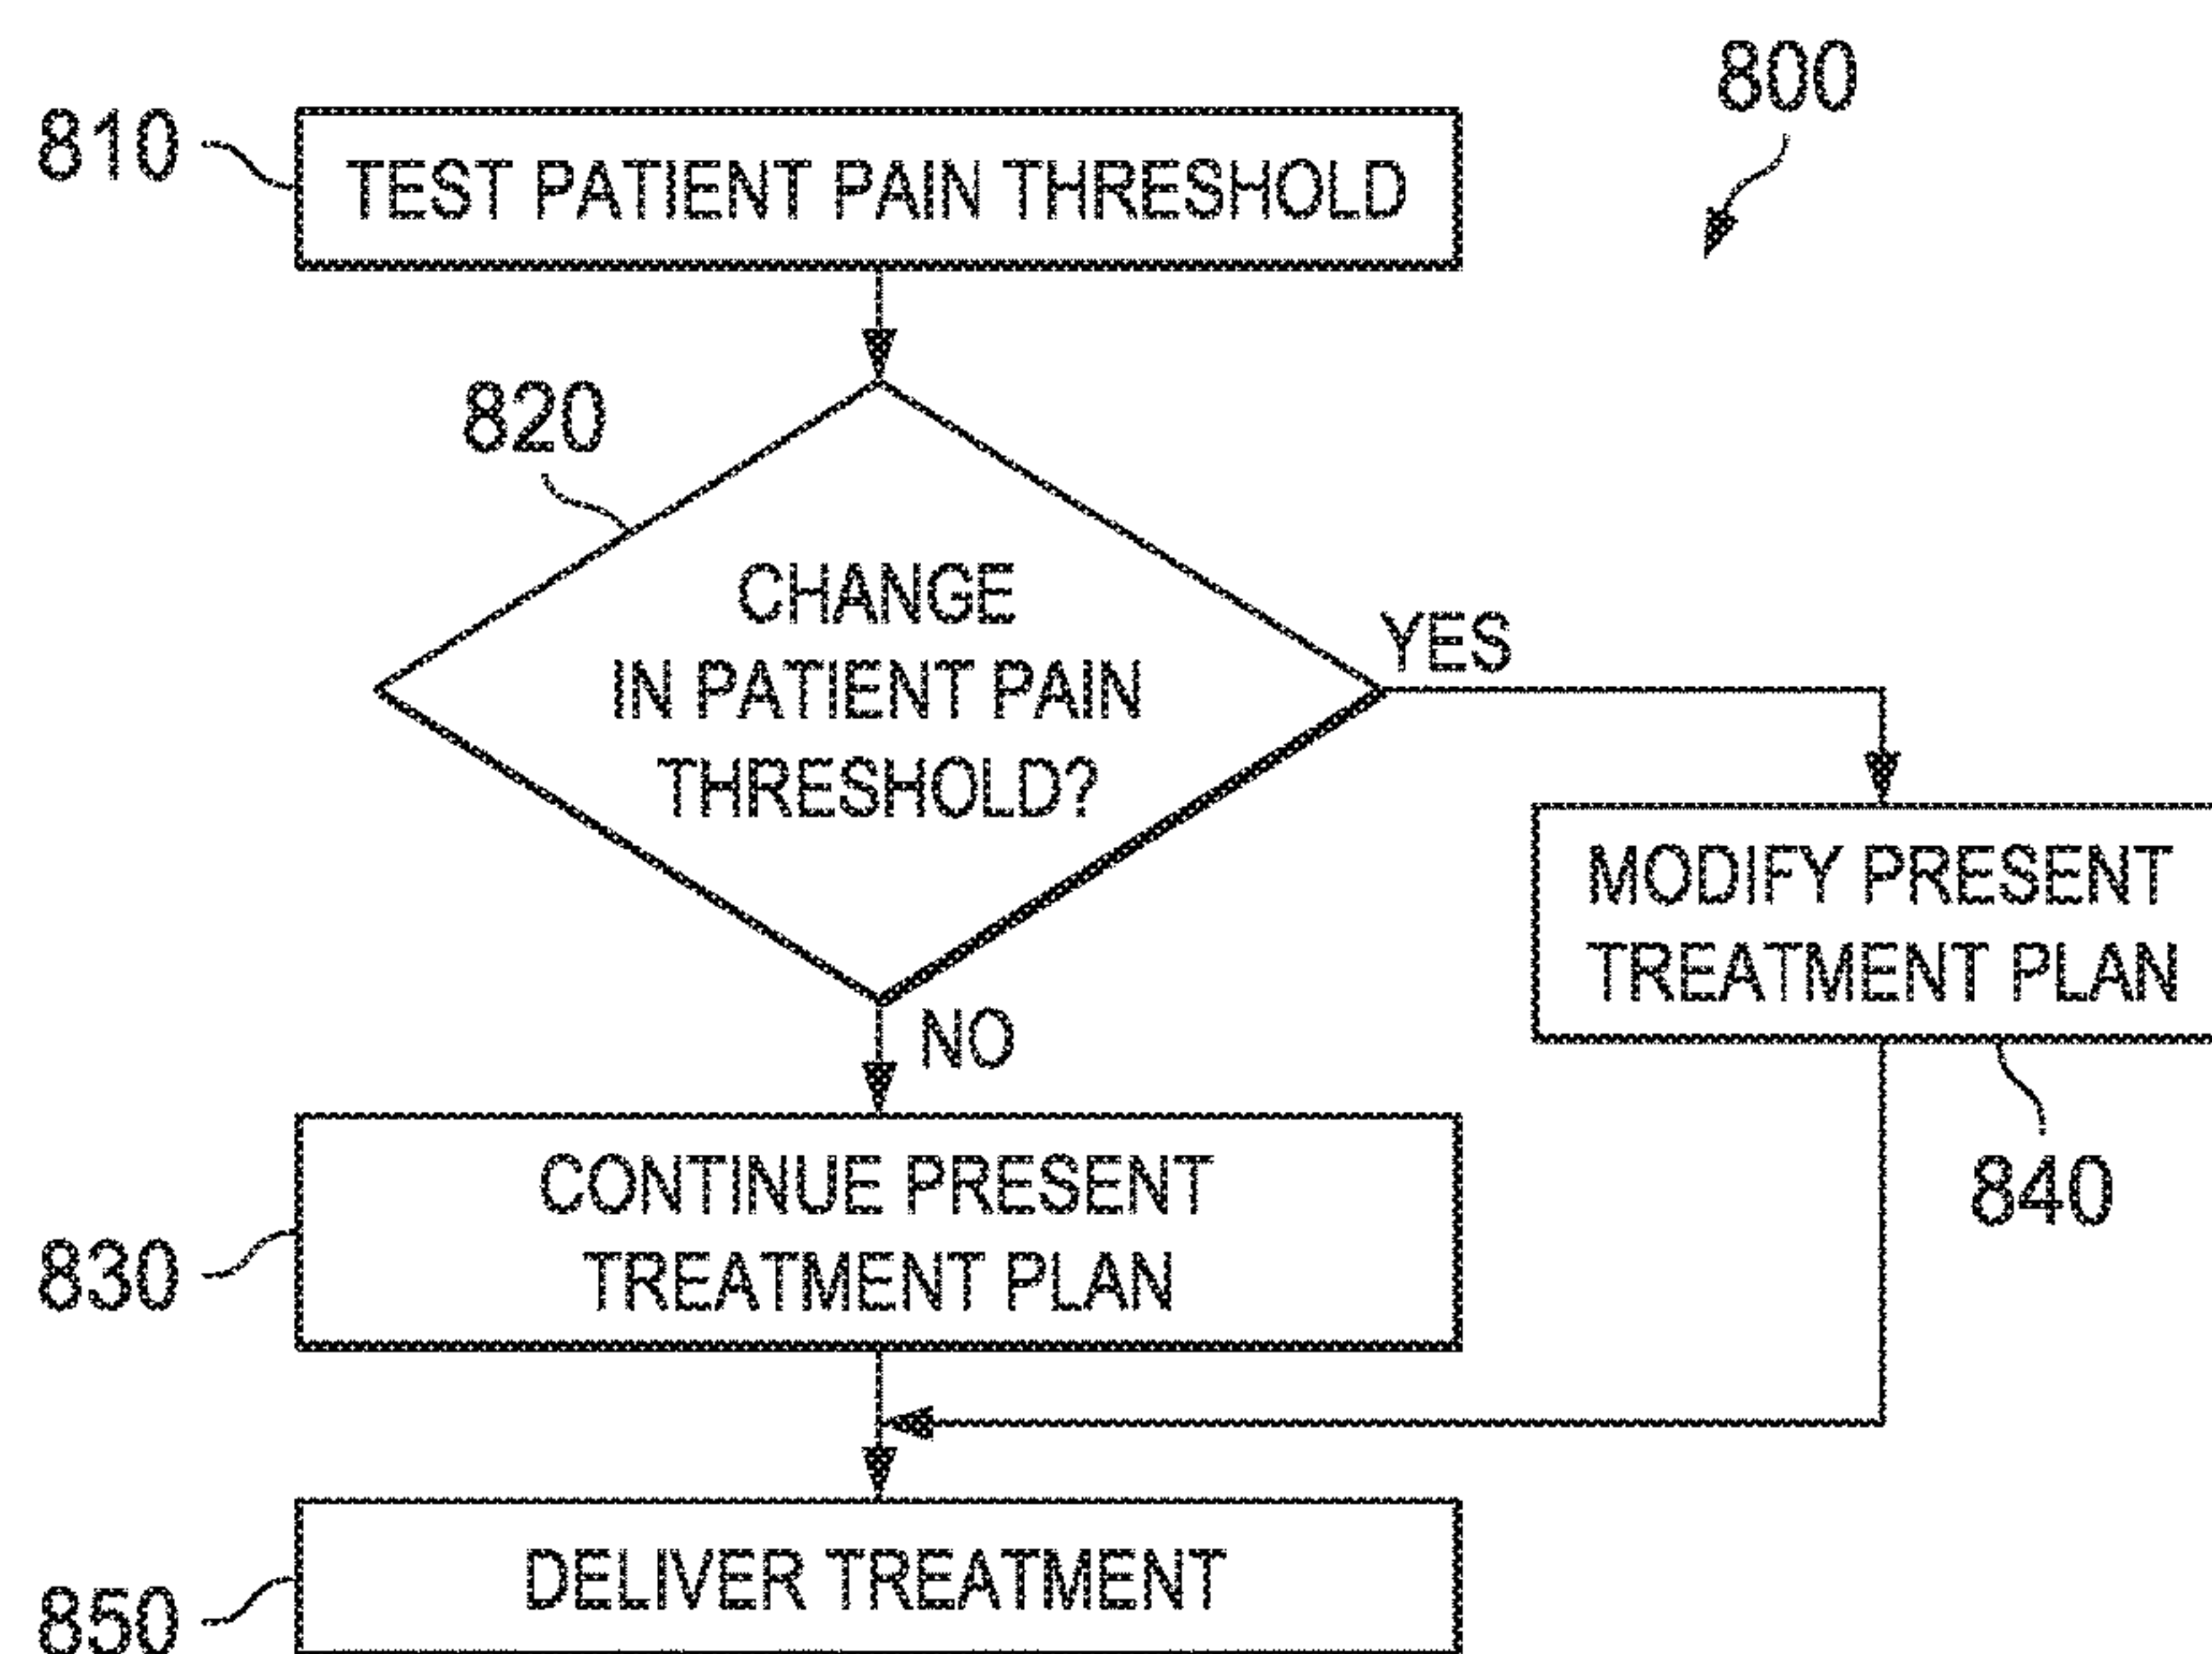 800
810
TEST PATIENT PAIN THRESHOLD
820
CHANGE
IN PATIENT PAIN
THRESHOLD?
YES
MODIFY PRESENT
TREATMENT PLAN
840
NO
CONTINUE PRESENT
TREATMENT PLAN
830
DELIVER TREATMENT
850